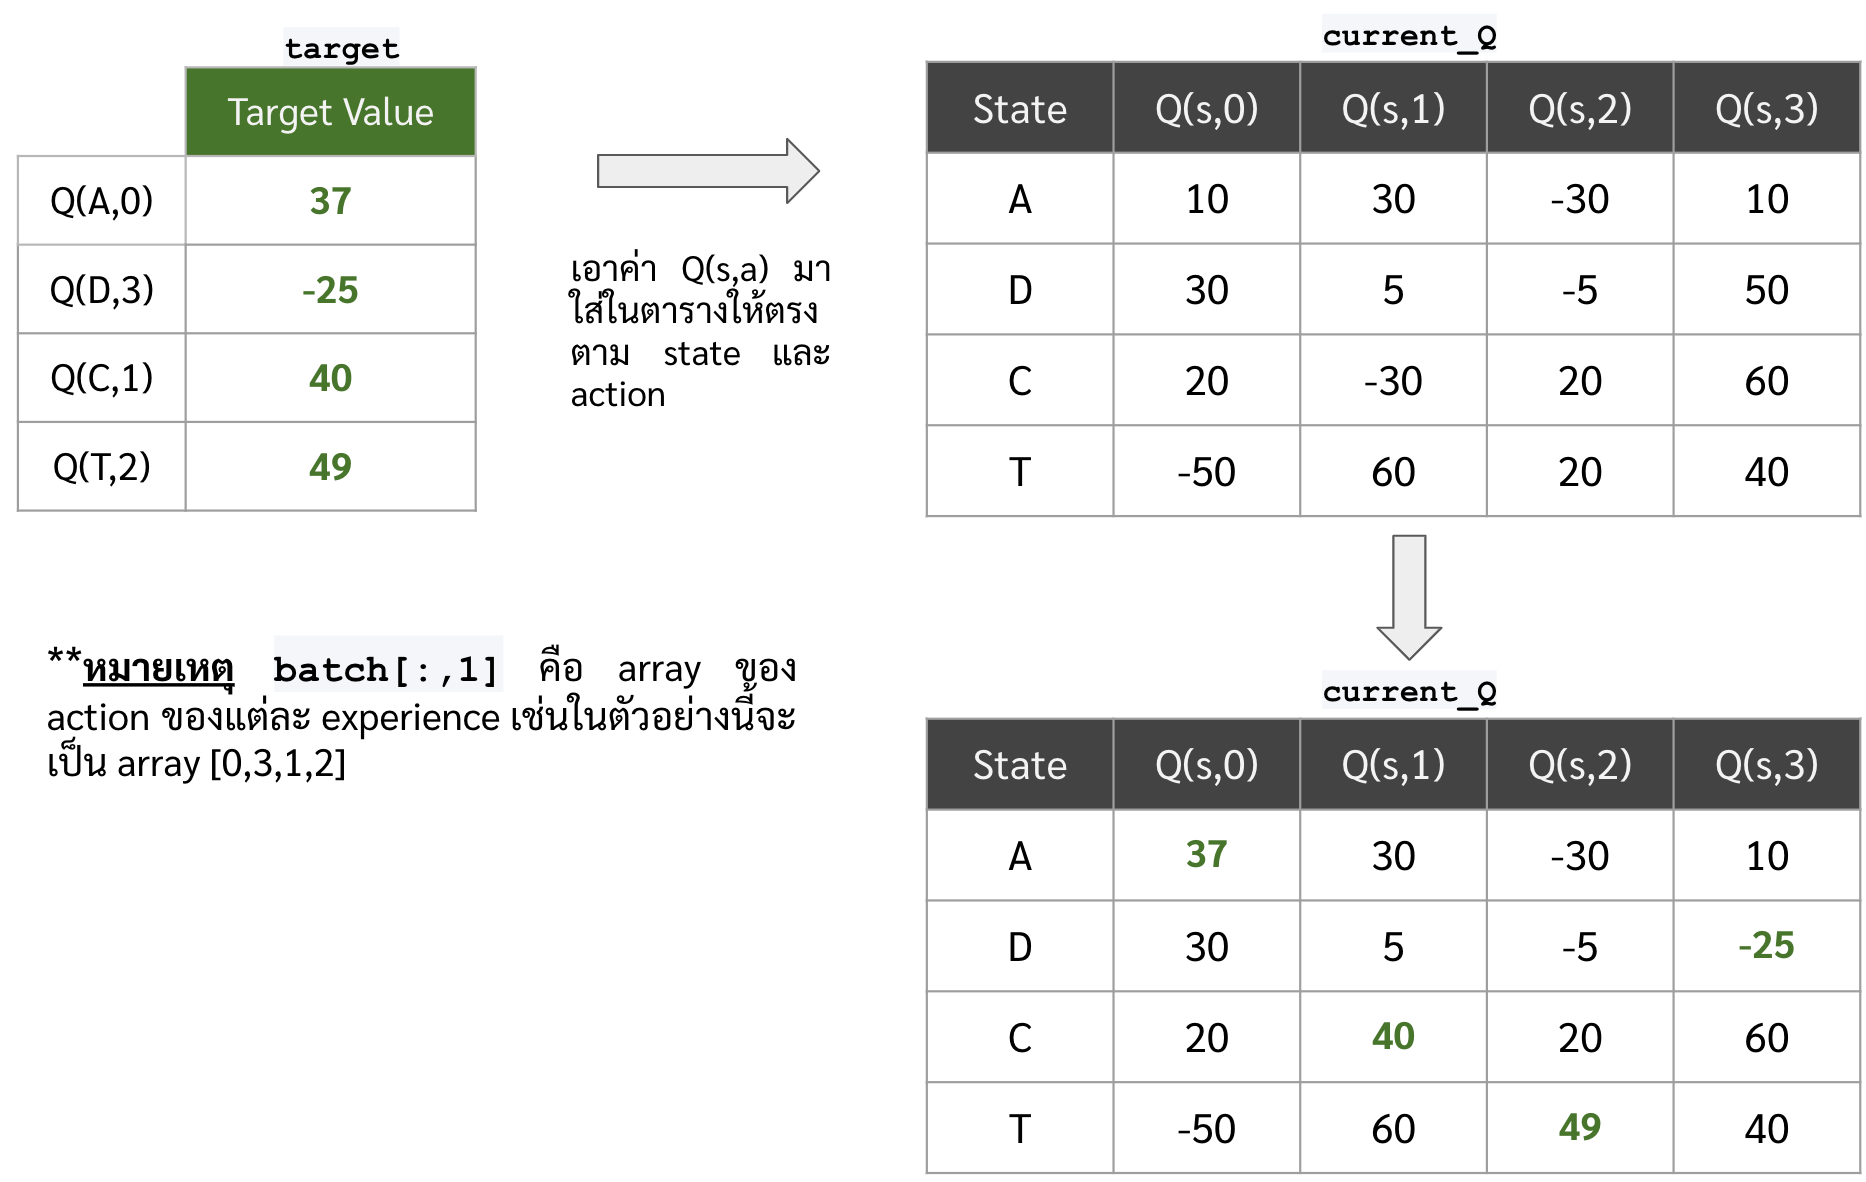 target
Target Value
Q(A,0) 37
Q(D,3) -25
Q(C,1) 40
Q(T,2) 49
เอาค่า Q(s,a) มา
ใส่ในตารางให้ตรง
ตาม state และ
action
current_Q
State Q(s,0) Q(s,1) Q(s,2) Q(s,3)
A 10 30 -30 10
D 30 5 -5 50
C 20 -30 20 60
T -50 60 20 40
**หมายเหตุ batch[:,1] คือ array ของ
action ของแต่ละ experience เช่นในตัวอย่างนี้จะ
เป็น array [0,3,1,2]
current_Q
State Q(s,0) Q(s,1) Q(s,2) Q(s,3)
A 37 30 -30 10
D 30 5 -5 -25
C 20 40 20 60
T -50 60 49 40